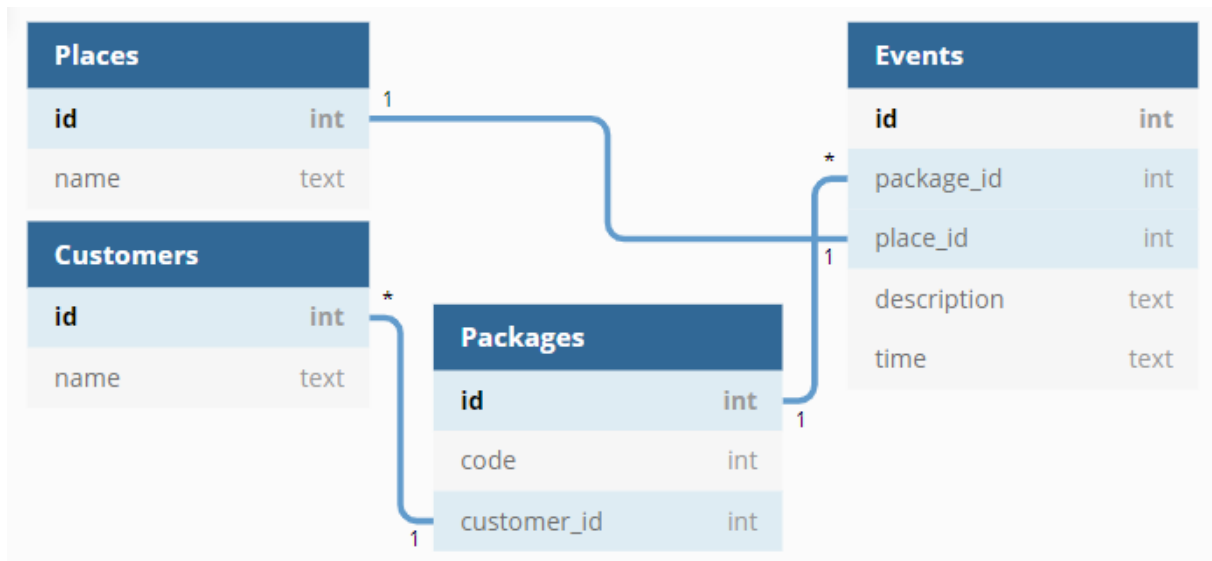 Places
id int
name text
1
Customers
id int
name text
*
1
Packages
id int
code int
customer_id int
1
Events
id int
*
package_id int
place_id int
1
description text
time text